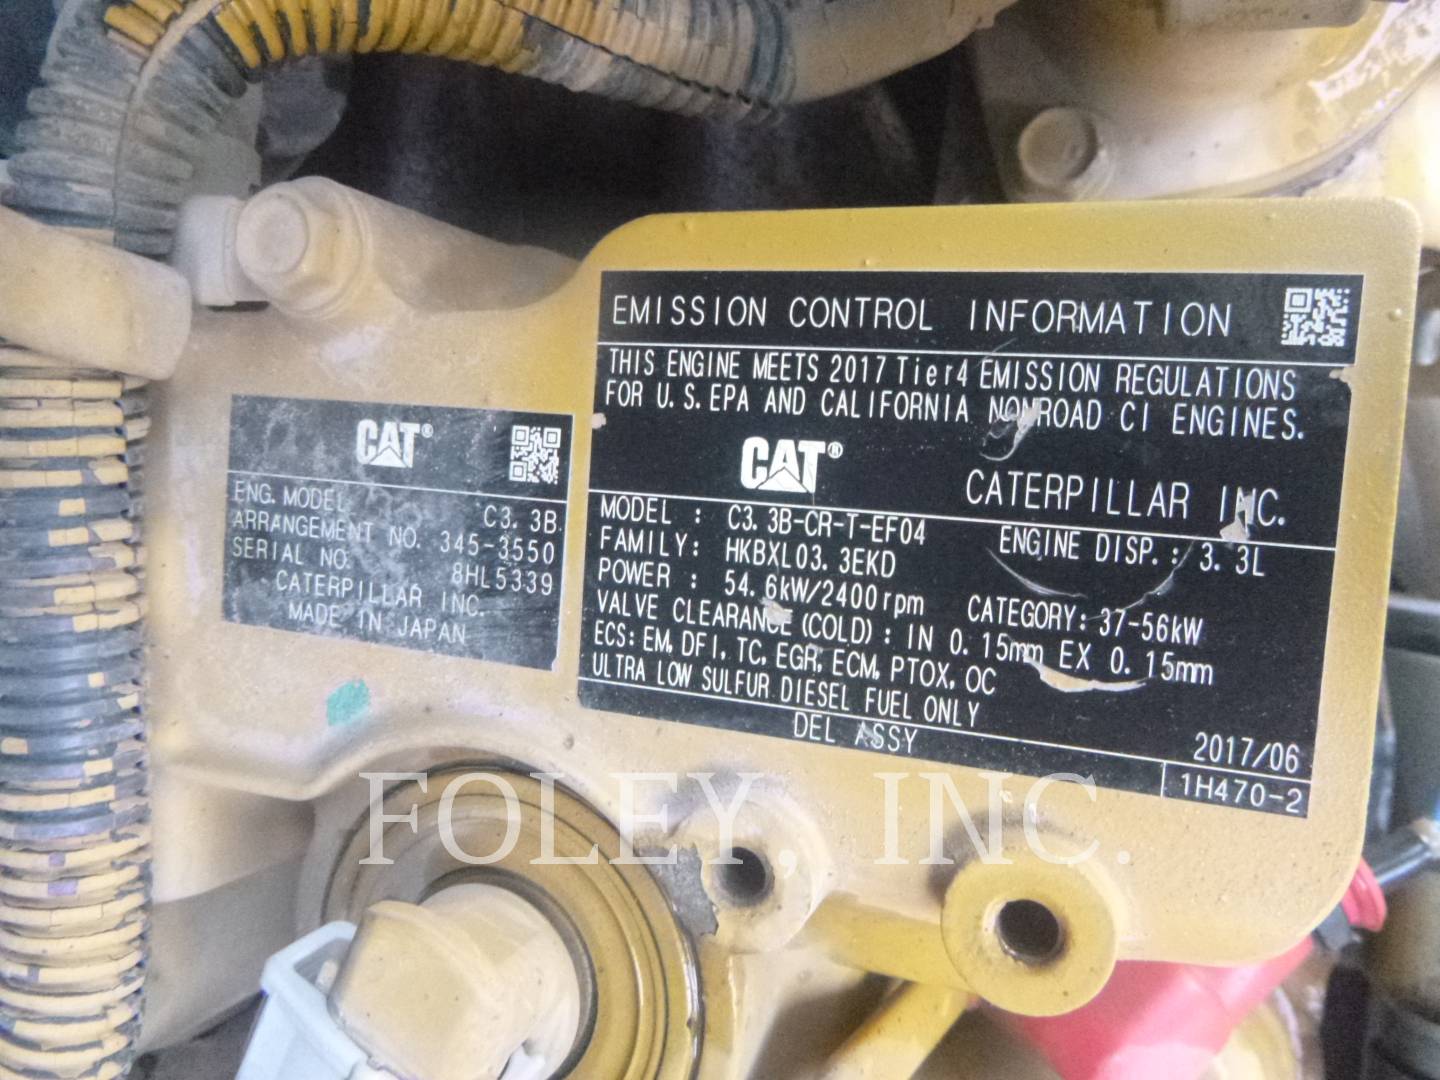 CAT®
ENG. MODEL C3.3B
ARRANGEMENT NO. 345-3550
SERIAL NO. 8HL5339
CATERPILLAR INC.
MADE IN JAPAN
EMISSION CONTROL INFORMATION
THIS ENGINE MEETS 2017 Tier4 EMISSION REGULATIONS
FOR U.S.EPA AND CALIFORNIA NONROAD CI ENGINES.
CAT®
CATERPILLAR INC.
MODEL : C3.3B-CR-T-EF04 ENGINE DISP.: 3.3L
FAMILY: HKBXL03.3EKD
POWER : 54.6kW/2400rpm CATEGORY: 37-56kW
VALVE CLEARANCE(COLD): IN 0.15mm EX 0.15mm
ECS: EM, DFI, TC, EGR, ECM, PTOX, OC
ULTRA LOW SULFUR DIESEL FUEL ONLY
DEL ASSY
2017/06
1H470-2
FOLEY, INC.